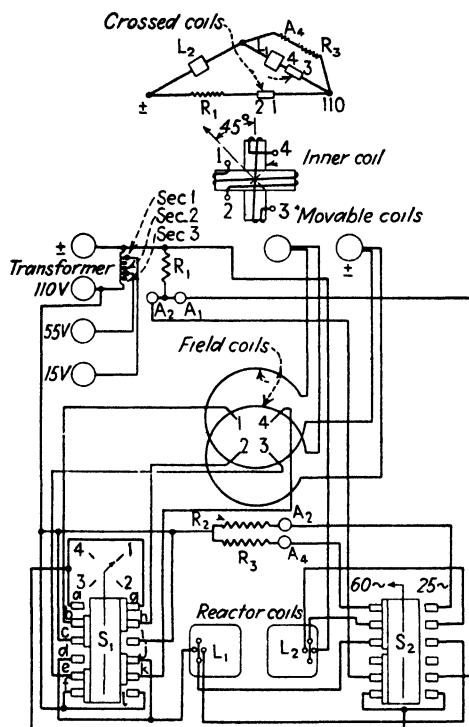 Crossed coils
L2
L1
A4
R3
4 3
±
R1
2 1
110
45°
1
4
Inner coil
2
3
Movable coils
Sec 1
Sec 2
Sec 3
±
±
Transformer
R1
110V
A2
A1
55V
Field coils
15V
1 4
2 3
R2
A2
R3
A4
4
1
3
2
60~
25~
a
g
b
h
c
d
e
k
f
l
S1
Reactor coils
L1
L2
S2